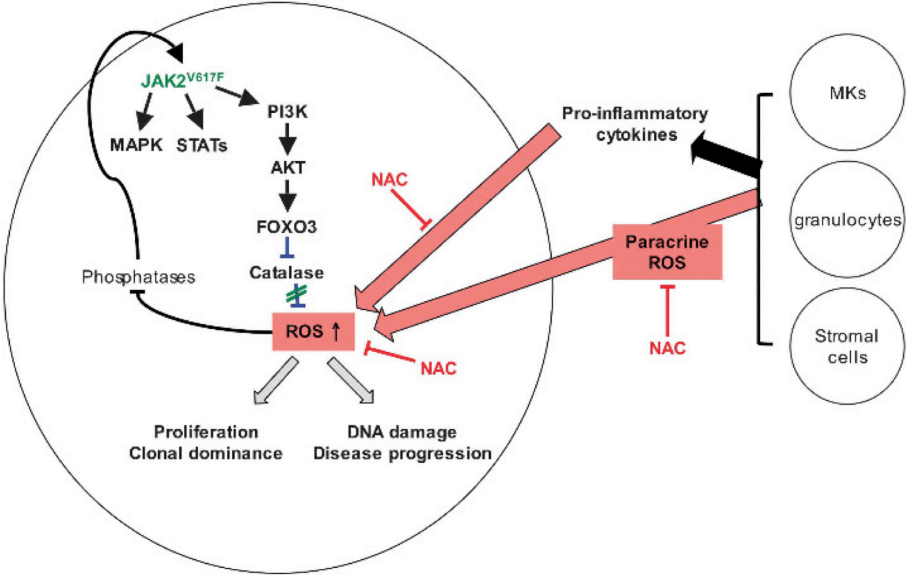 JAK2V617F
MAPK
STATs
PI3K
AKT
FOXO3
Catalase
ROS ↑
Phosphatases
NAC
Proliferation
Clonal dominance
DNA damage
Disease progression
NAC
Pro-inflammatory
cytokines
Paracrine
ROS
NAC
MKs
granulocytes
Stromal
cells